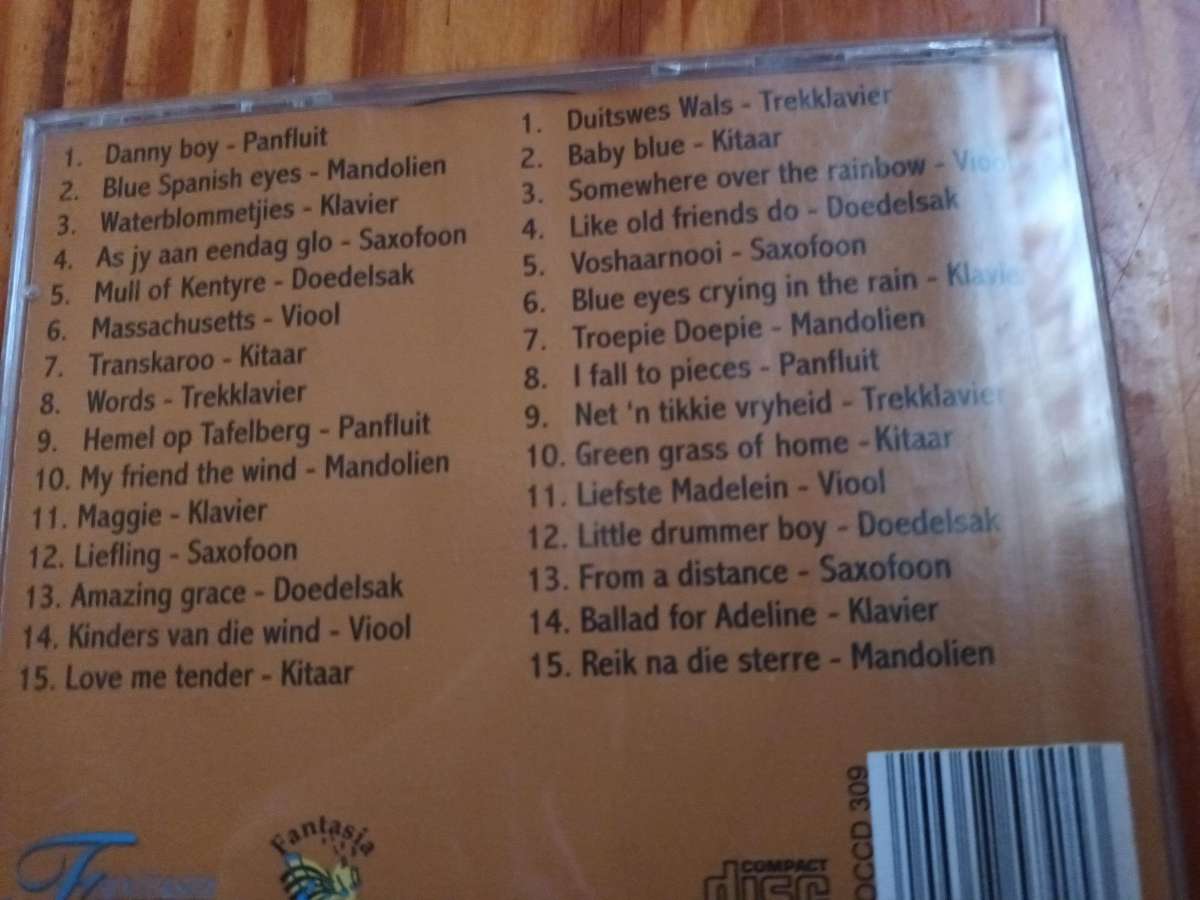 1. Danny boy - Panfluit
2. Blue Spanish eyes - Mandolien
3. Waterblommetjies - Klavier
4. As jy aan eendag glo - Saxofoon
5. Mull of Kentyre - Doedelsak
6. Massachusetts - Viool
7. Transkaroo - Kitaar
8. Words - Trekklavier
9. Hemel op Tafelberg - Panfluit
10. My friend the wind - Mandolien
11. Maggie - Klavier
12. Liefling - Saxofoon
13. Amazing grace - Doedelsak
14. Kinders van die wind - Viool
15. Love me tender - Kitaar
1. Duitswes Wals - Trekklavier
2. Baby blue - Kitaar
3. Somewhere over the rainbow - Viool
4. Like old friends do - Doedelsak
5. Voshaarnooi - Saxofoon
6. Blue eyes crying in the rain - Klavier
7. Troepie Doepie - Mandolien
8. I fall to pieces - Panfluit
9. Net 'n tikkie vryheid - Trekklavier
10. Green grass of home - Kitaar
11. Liefste Madelein - Viool
12. Little drummer boy - Doedelsak
13. From a distance - Saxofoon
14. Ballad for Adeline - Klavier
15. Reik na die sterre - Mandolien
Fantasia
COMPACT
disc
309